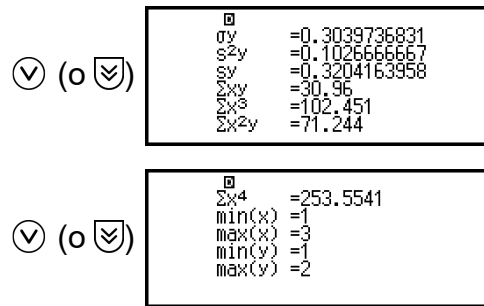 D
σy =0.3039736831
s²y =0.1026666667
sy =0.3204163958
Σxy =30.96
Σx³ =102.451
Σx²y =71.244
(o )
D
Σx⁴ =253.5541
min(x) =1
max(x) =3
min(y) =1
max(y) =2
(o )